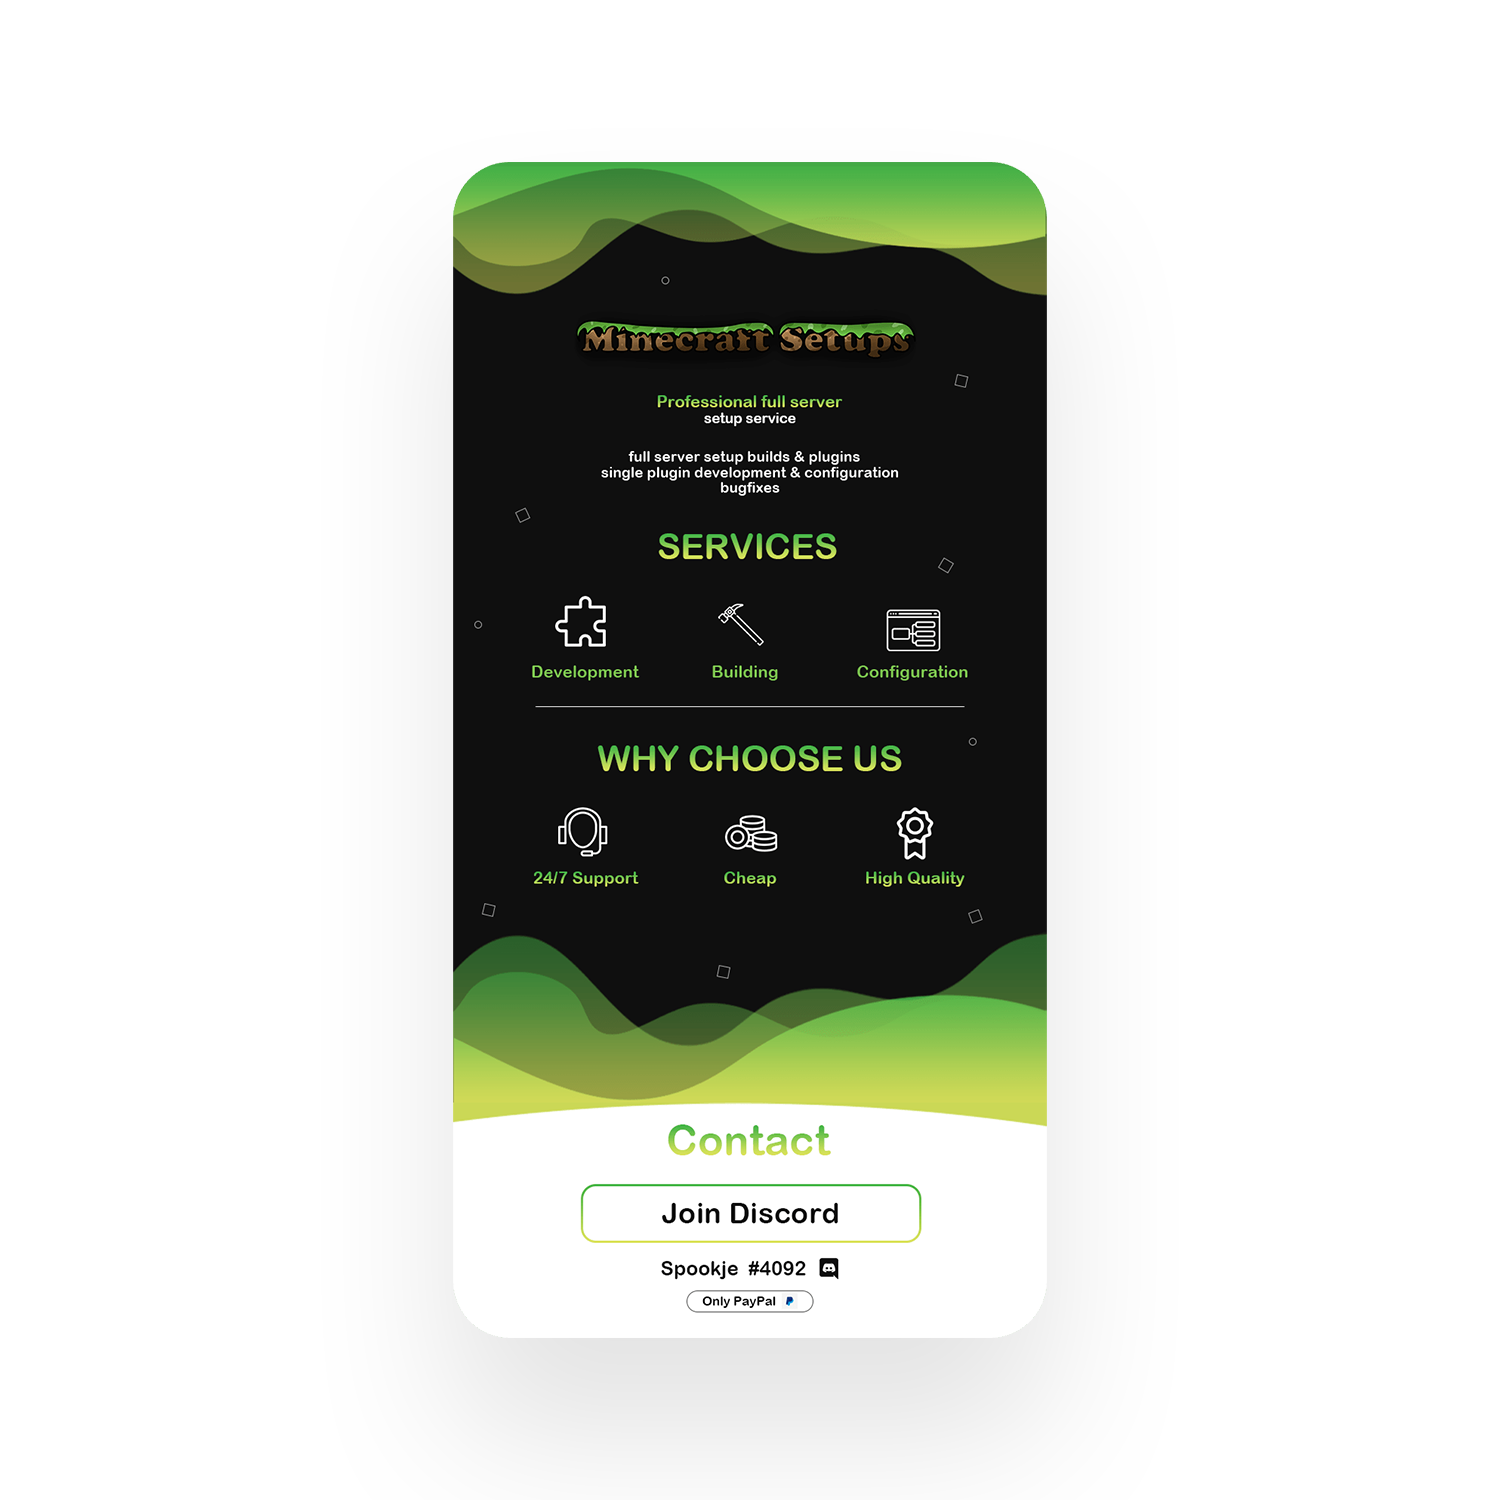 Minecraft Setups
Professional full server
setup service
full server setup builds & plugins
single plugin development & configuration
bugfixes
SERVICES
Development Building Configuration
WHY CHOOSE US
24/7 Support Cheap High Quality
Contact
Join Discord
Spookje #4092
Only PayPal